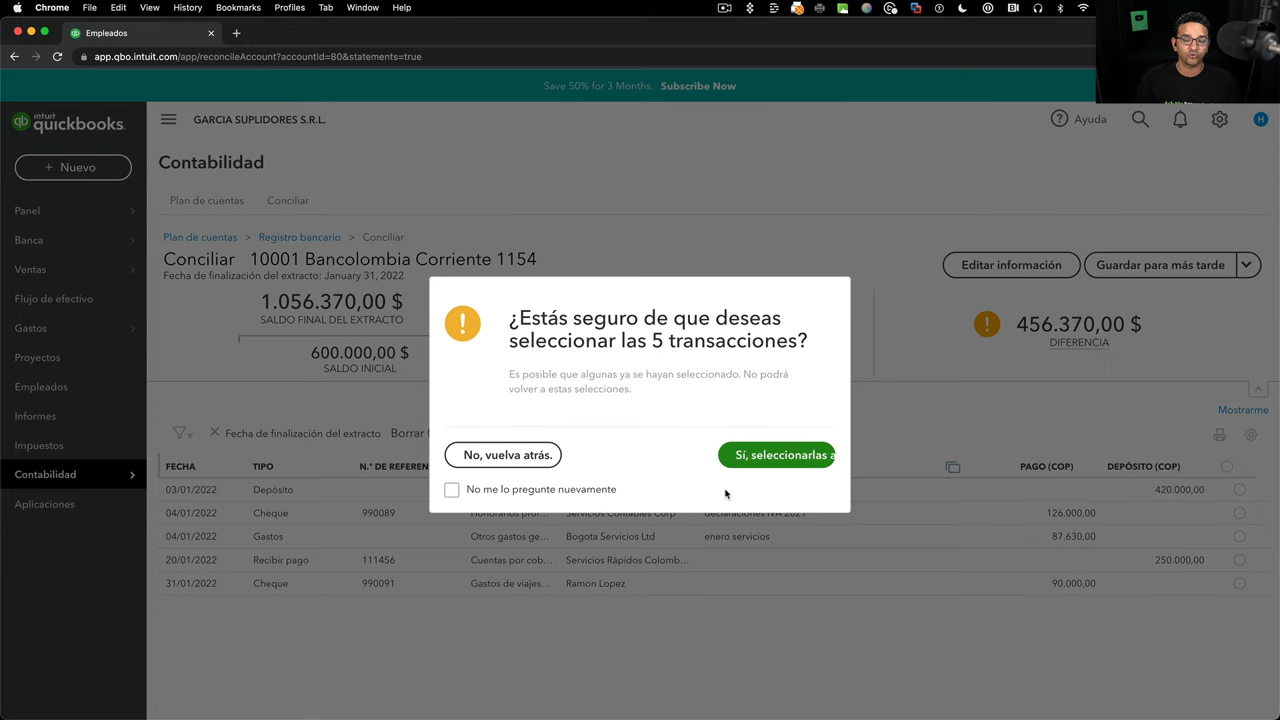 Chrome File Edit View History Bookmarks Profiles Tab Window Help
Empleados
app.qbo.intuit.com/app/reconcileAccount?accountId=80&statements=true
Save 50% for 3 Months. Subscribe Now
intuit quickbooks.
GARCIA SUPLIDORES S.R.L.
Ayuda
H
+ Nuevo
Contabilidad
Plan de cuentas Conciliar
Panel
Banca
Ventas
Flujo de efectivo
Gastos
Proyectos
Empleados
Informes
Impuestos
Contabilidad
Aplicaciones
Plan de cuentas > Registro bancario > Conciliar
Conciliar 10001 Bancolombia Corriente 1154
Fecha de finalización del extracto: January 31, 2022
Editar información
Guardar para más tarde
1.056.370,00 $
SALDO FINAL DEL EXTRACTO
600.000,00 $
SALDO INICIAL
456.370,00 $
DIFERENCIA
¿Estás seguro de que deseas
seleccionar las 5 transacciones?
Es posible que algunas ya se hayan seleccionado. No podrá
volver a estas selecciones.
No, vuelva atrás.
Sí, seleccionarlas a
No me lo pregunte nuevamente
Mostrarme
Fecha de finalización del extracto Borrar
FECHA TIPO N.º DE REFEREN PAGO (COP) DEPÓSITO (COP)
03/01/2022 Depósito 420.000,00
04/01/2022 Cheque 990089 Honorarios prof... Servicios Contables Corp declaraciones IVA 2021 126.000,00
04/01/2022 Gastos Otros gastos ge... Bogota Servicios Ltd enero servicios 87.630,00
20/01/2022 Recibir pago 111456 Cuentas por cob... Servicios Rápidos Colomb... 250.000,00
31/01/2022 Cheque 990091 Gastos de viajes... Ramon Lopez 90.000,00